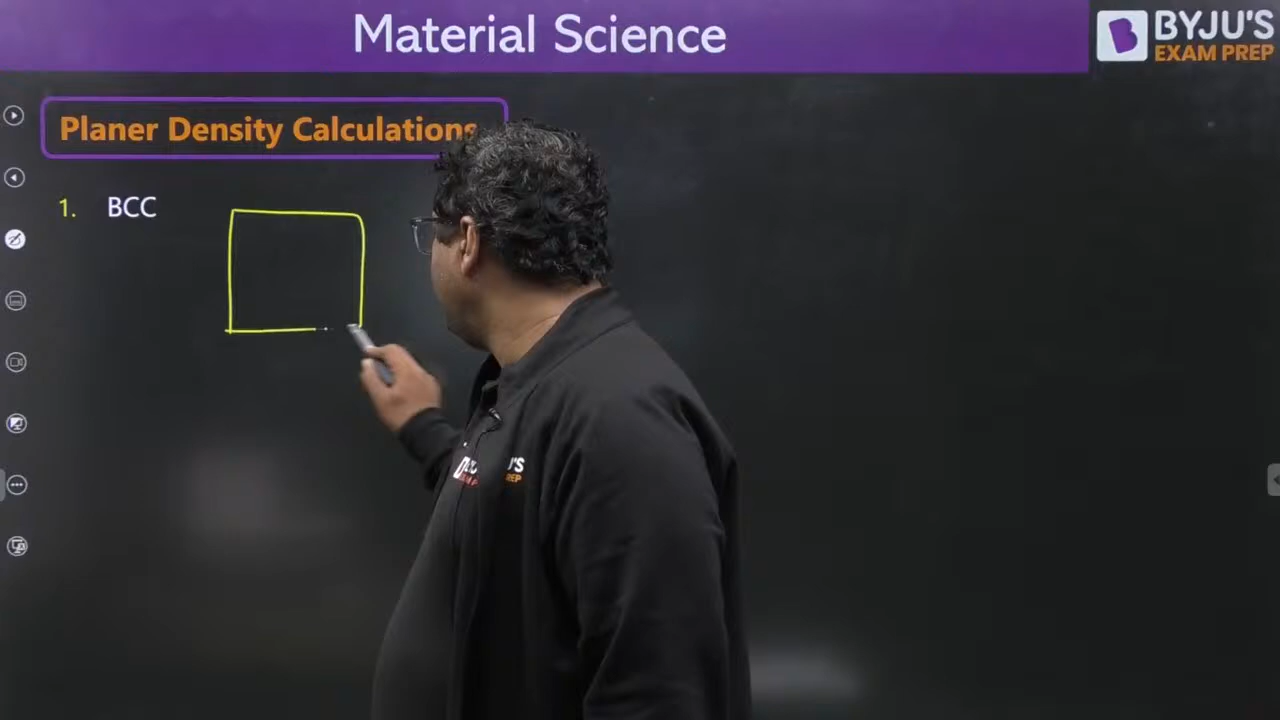 Material Science
BYJU'S
EXAM PREP
Planer Density Calculations
1. BCC